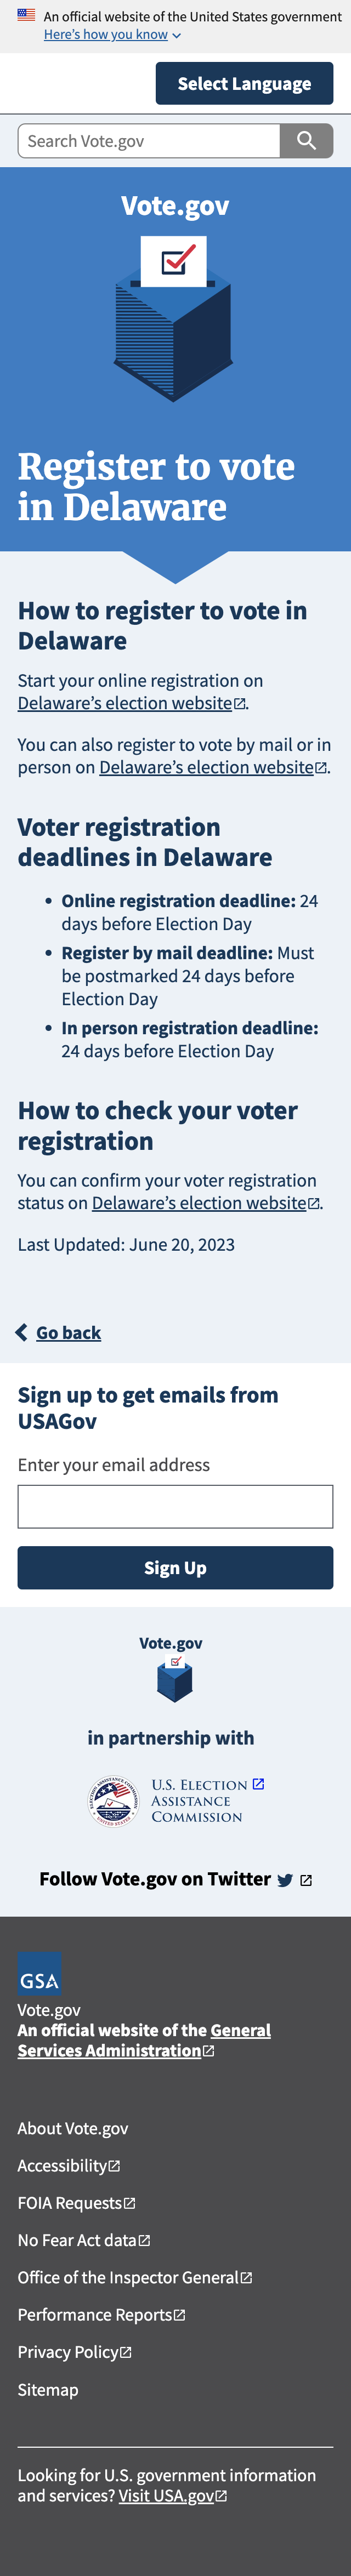 An official website of the United States government
Here's how you know
Select Language
Search Vote.gov
Vote.gov
Register to vote
in Delaware
How to register to vote in
Delaware
Start your online registration on
Delaware's election website.
You can also register to vote by mail or in
person on Delaware's election website.
Voter registration
deadlines in Delaware
• Online registration deadline: 24
days before Election Day
• Register by mail deadline: Must
be postmarked 24 days before
Election Day
• In person registration deadline:
24 days before Election Day
How to check your voter
registration
You can confirm your voter registration
status on Delaware's election website.
Last Updated: June 20, 2023
Go back
Sign up to get emails from
USAGov
Enter your email address
Sign Up
Vote.gov
in partnership with
U.S. ELECTION
ASSISTANCE
COMMISSION
Follow Vote.gov on Twitter
GSA
Vote.gov
An official website of the General
Services Administration
About Vote.gov
Accessibility
FOIA Requests
No Fear Act data
Office of the Inspector General
Performance Reports
Privacy Policy
Sitemap
Looking for U.S. government information
and services? Visit USA.gov